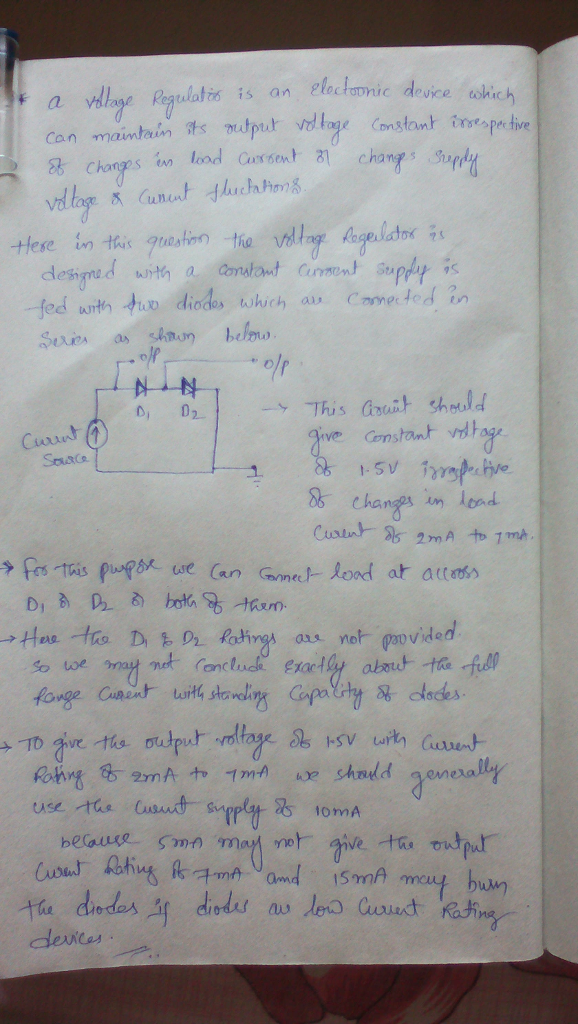 * a voltage Regulator is an electronic device which
can maintain its output voltage constant irrespective
of changes in load current or changes supply
voltage & current fluctations.
Here in this question the voltage Regulator is
designed with a constant current supply is
fed with two diodes which are connected in
series as shown below.
o/p
o/p
D1 D2
Current
Source
→ This circuit should
give constant voltage
of 1.5V irrespective
of changes in load
current of 2mA to 7mA.
→ for this purpose we can connect load at accross
D1 or D2 or both of them.
→ Here the D1 & D2 Ratings are not provided.
so we may not conclude exactly about the full
range current with standing capacity of diodes.
→ To give the output voltage of 1.5V with current
Rating of 2mA to 7mA we should generally
use the current supply of 10mA
because 5mA may not give the output
current Rating of 7mA and 15mA may burn
the diodes if diodes are low current Rating
devices.